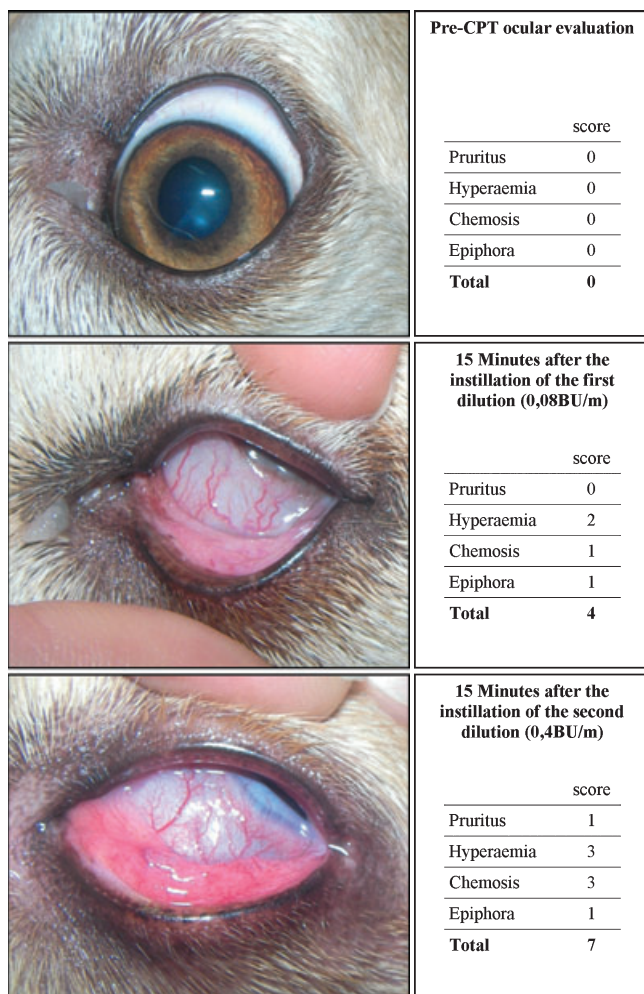 Pre-CPT ocular evaluation
score
Pruritus 0
Hyperaemia 0
Chemosis 0
Epiphora 0
Total 0
15 Minutes after the
instillation of the first
dilution (0,08BU/m)
score
Pruritus 0
Hyperaemia 2
Chemosis 1
Epiphora 1
Total 4
15 Minutes after the
instillation of the second
dilution (0,4BU/m)
score
Pruritus 1
Hyperaemia 3
Chemosis 3
Epiphora 1
Total 7